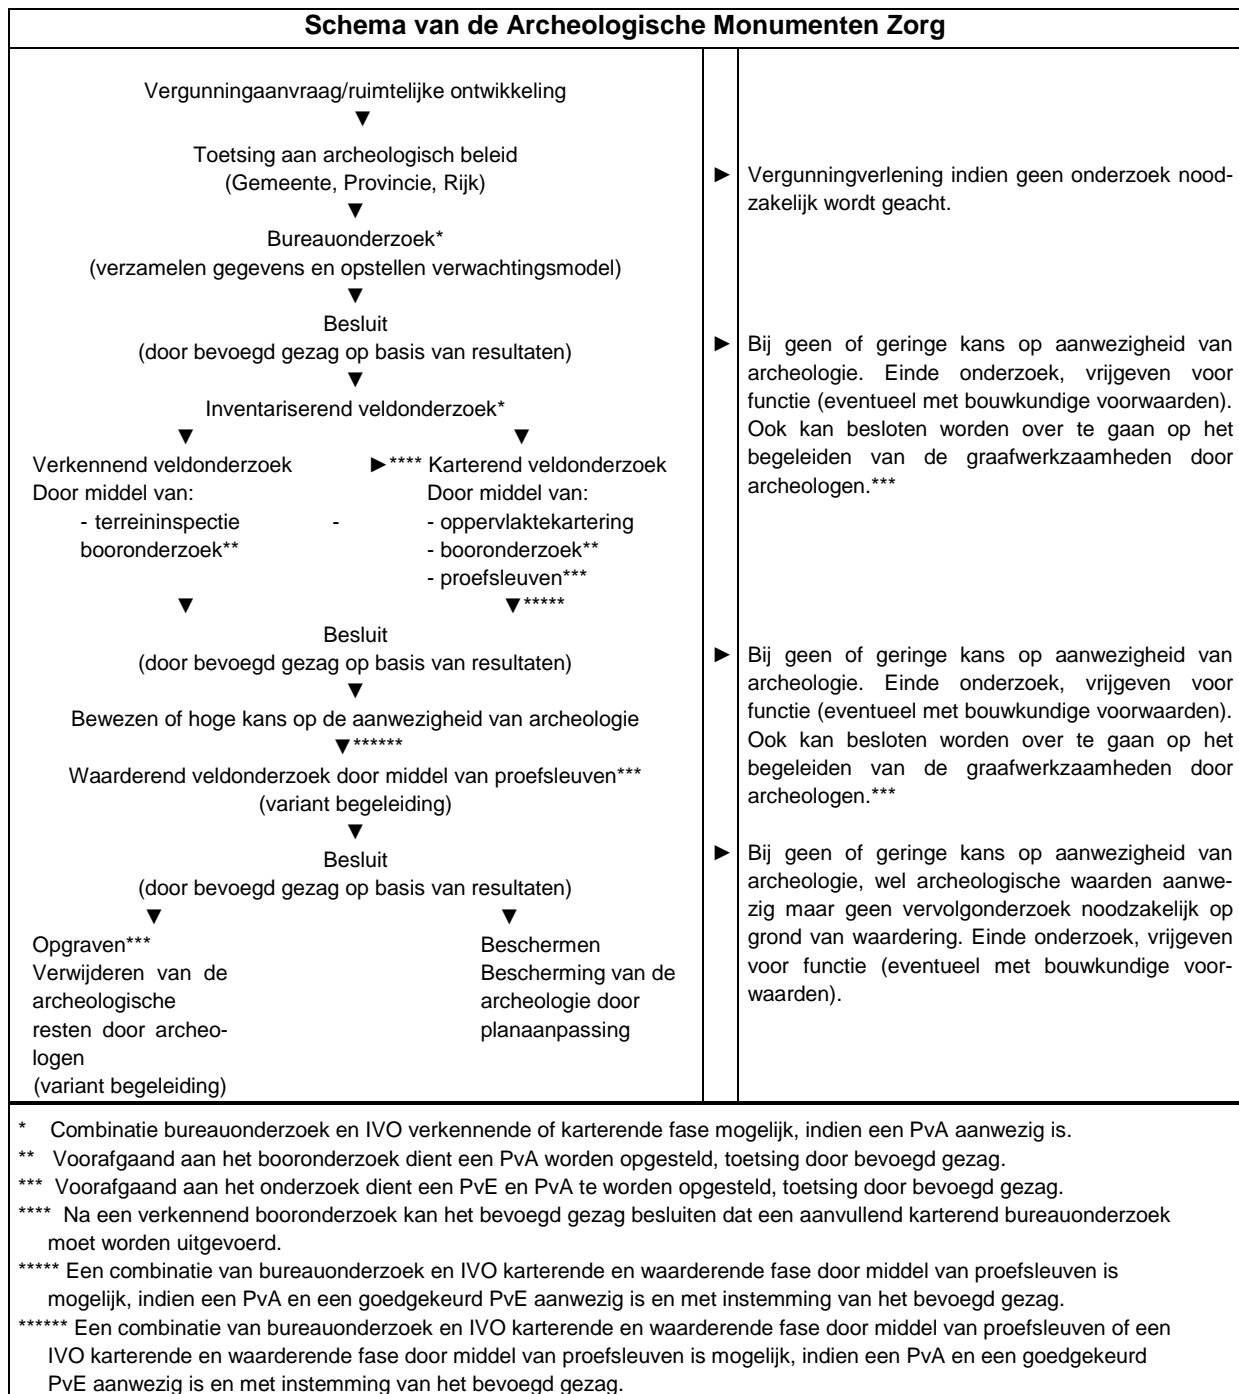 Schema van de Archeologische Monumenten Zorg
Vergunningaanvraag/ruimtelijke ontwikkeling
▼
Toetsing aan archeologisch beleid
(Gemeente, Provincie, Rijk)
▼
Bureauonderzoek*
(verzamelen gegevens en opstellen verwachtingsmodel)
▼
Besluit
(door bevoegd gezag op basis van resultaten)
▼
Inventariserend veldonderzoek*
▼ ▼
Verkennend veldonderzoek ►**** Karterend veldonderzoek
Door middel van: Door middel van:
- terreininspectie - - oppervlaktekartering
booronderzoek** - booronderzoek**
- proefsleuven***
▼ ▼*****
Besluit
(door bevoegd gezag op basis van resultaten)
▼
Bewezen of hoge kans op de aanwezigheid van archeologie
▼******
Waarderend veldonderzoek door middel van proefsleuven***
(variant begeleiding)
▼
Besluit
(door bevoegd gezag op basis van resultaten)
▼ ▼
Opgraven*** Beschermen
Verwijderen van de Bescherming van de
archeologische archeologie door
resten door archeo- planaanpassing
logen
(variant begeleiding)
► Vergunningverlening indien geen onderzoek nood-
zakelijk wordt geacht.
► Bij geen of geringe kans op aanwezigheid van
archeologie. Einde onderzoek, vrijgeven voor
functie (eventueel met bouwkundige voorwaarden).
Ook kan besloten worden over te gaan op het
begeleiden van de graafwerkzaamheden door
archeologen.***
► Bij geen of geringe kans op aanwezigheid van
archeologie. Einde onderzoek, vrijgeven voor
functie (eventueel met bouwkundige voorwaarden).
Ook kan besloten worden over te gaan op het
begeleiden van de graafwerkzaamheden door
archeologen.***
► Bij geen of geringe kans op aanwezigheid van
archeologie, wel archeologische waarden aanwe-
zig maar geen vervolgonderzoek noodzakelijk op
grond van waardering. Einde onderzoek, vrijgeven
voor functie (eventueel met bouwkundige voor-
waarden).
* Combinatie bureauonderzoek en IVO verkennende of karterende fase mogelijk, indien een PvA aanwezig is.
** Voorafgaand aan het booronderzoek dient een PvA worden opgesteld, toetsing door bevoegd gezag.
*** Voorafgaand aan het onderzoek dient een PvE en PvA te worden opgesteld, toetsing door bevoegd gezag.
**** Na een verkennend booronderzoek kan het bevoegd gezag besluiten dat een aanvullend karterend bureauonderzoek
moet worden uitgevoerd.
***** Een combinatie van bureauonderzoek en IVO karterende en waarderende fase door middel van proefsleuven is
mogelijk, indien een PvA en een goedgekeurd PvE aanwezig is en met instemming van het bevoegd gezag.
****** Een combinatie van bureauonderzoek en IVO karterende en waarderende fase door middel van proefsleuven of een
IVO karterende en waarderende fase door middel van proefsleuven is mogelijk, indien een PvA en een goedgekeurd
PvE aanwezig is en met instemming van het bevoegd gezag.